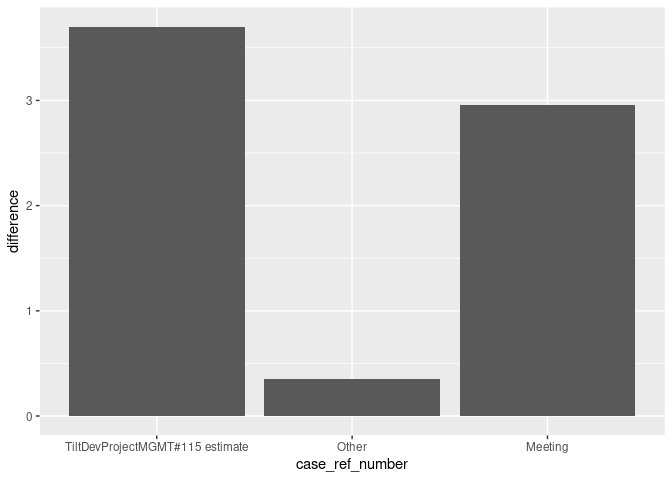 3
2
1
0
difference
TiltDevProjectMGMT#115 estimate
Other
Meeting
case_ref_number